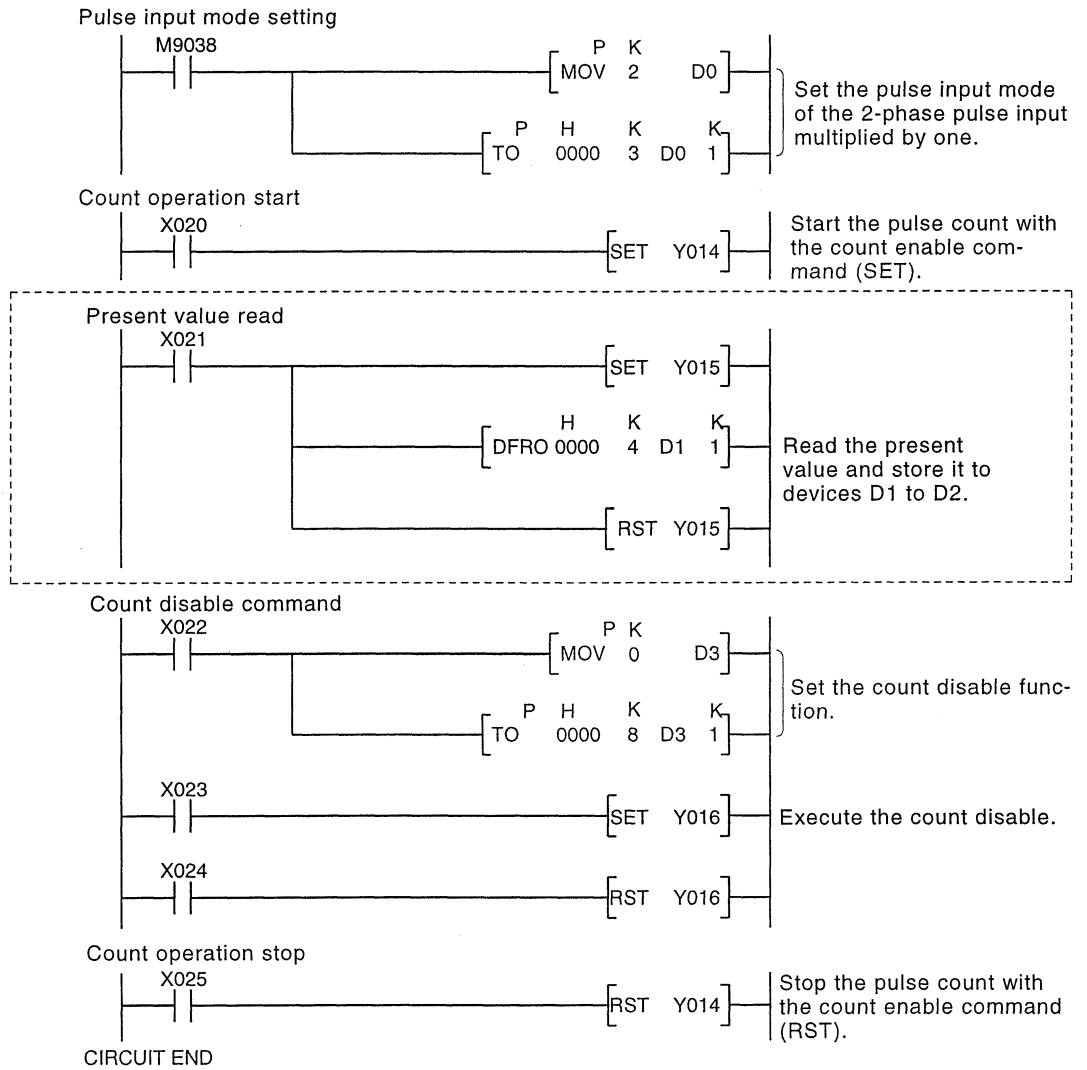 Pulse input mode setting
M9038
P K
MOV 2 D0
P H K K
TO 0000 3 D0 1
Set the pulse input mode
of the 2-phase pulse input
multiplied by one.
Count operation start
X020
SET Y014
Start the pulse count with
the count enable com-
mand (SET).
Present value read
X021
SET Y015
H K K
DFRO 0000 4 D1 1
RST Y015
Read the present
value and store it to
devices D1 to D2.
Count disable command
X022
P K
MOV 0 D3
P H K K
TO 0000 8 D3 1
Set the count disable func-
tion.
X023
SET Y016
Execute the count disable.
X024
RST Y016
Count operation stop
X025
RST Y014
Stop the pulse count with
the count enable command
(RST).
CIRCUIT END